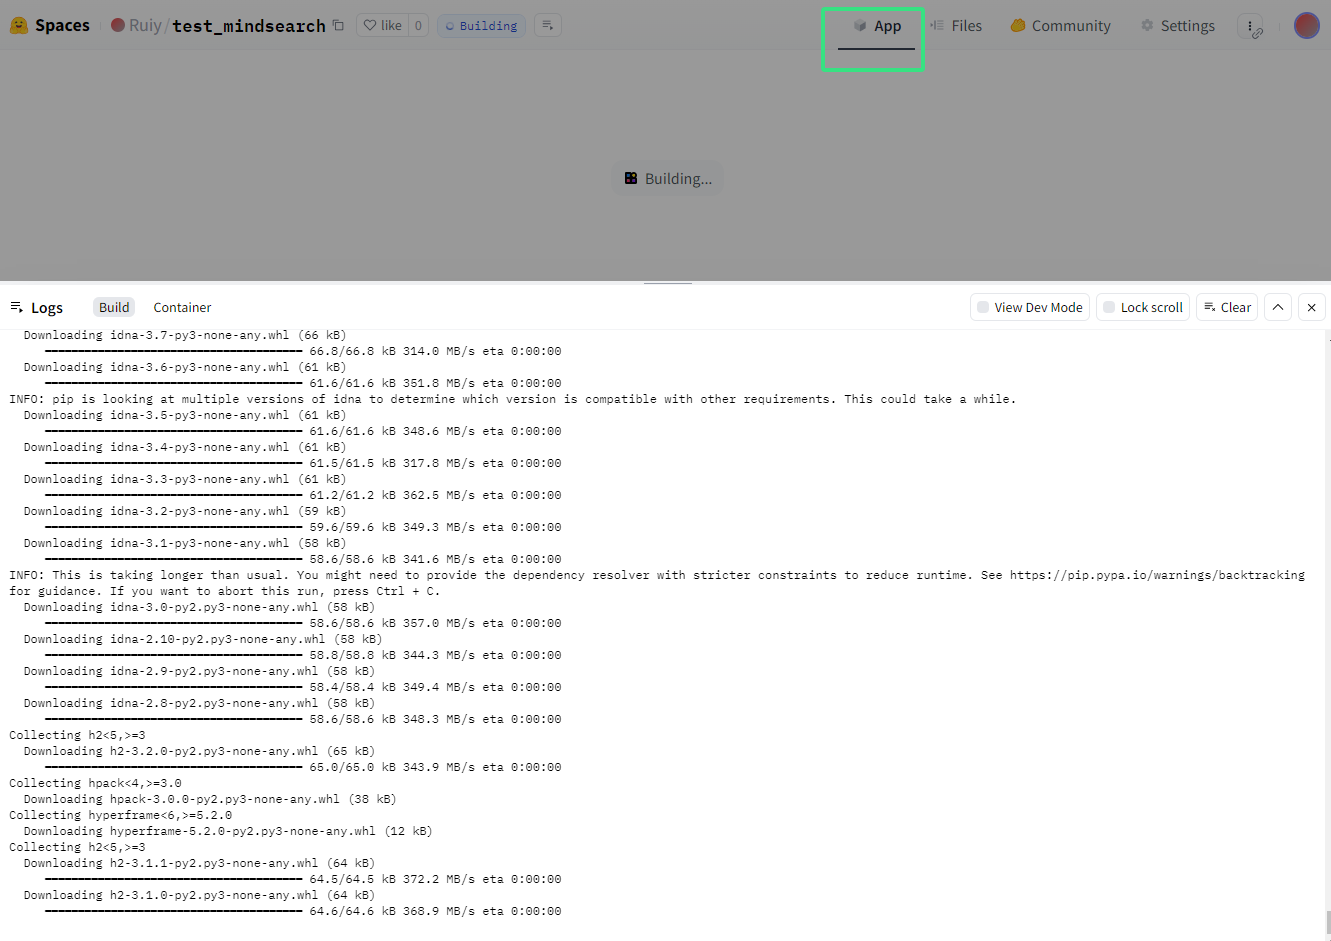 Spaces Ruiy/test_mindsearch like 0 Building App Files Community Settings
Building...
Logs Build Container View Dev Mode Lock scroll Clear
Downloading idna-3.7-py3-none-any.whl (66 kB)
66.8/66.8 kB 314.0 MB/s eta 0:00:00
Downloading idna-3.6-py3-none-any.whl (61 kB)
61.6/61.6 kB 351.8 MB/s eta 0:00:00
INFO: pip is looking at multiple versions of idna to determine which version is compatible with other requirements. This could take a while.
Downloading idna-3.5-py3-none-any.whl (61 kB)
61.6/61.6 kB 348.6 MB/s eta 0:00:00
Downloading idna-3.4-py3-none-any.whl (61 kB)
61.5/61.5 kB 317.8 MB/s eta 0:00:00
Downloading idna-3.3-py3-none-any.whl (61 kB)
61.2/61.2 kB 362.5 MB/s eta 0:00:00
Downloading idna-3.2-py3-none-any.whl (59 kB)
59.6/59.6 kB 349.3 MB/s eta 0:00:00
Downloading idna-3.1-py3-none-any.whl (58 kB)
58.6/58.6 kB 341.6 MB/s eta 0:00:00
INFO: This is taking longer than usual. You might need to provide the dependency resolver with stricter constraints to reduce runtime. See https://pip.pypa.io/warnings/backtracking
for guidance. If you want to abort this run, press Ctrl + C.
Downloading idna-3.0-py2.py3-none-any.whl (58 kB)
58.6/58.6 kB 357.0 MB/s eta 0:00:00
Downloading idna-2.10-py2.py3-none-any.whl (58 kB)
58.8/58.8 kB 344.3 MB/s eta 0:00:00
Downloading idna-2.9-py2.py3-none-any.whl (58 kB)
58.4/58.4 kB 349.4 MB/s eta 0:00:00
Downloading idna-2.8-py2.py3-none-any.whl (58 kB)
58.6/58.6 kB 348.3 MB/s eta 0:00:00
Collecting h2<5,>=3
Downloading h2-3.2.0-py2.py3-none-any.whl (65 kB)
65.0/65.0 kB 343.9 MB/s eta 0:00:00
Collecting hpack<4,>=3.0
Downloading hpack-3.0.0-py2.py3-none-any.whl (38 kB)
Collecting hyperframe<6,>=5.2.0
Downloading hyperframe-5.2.0-py2.py3-none-any.whl (12 kB)
Collecting h2<5,>=3
Downloading h2-3.1.1-py2.py3-none-any.whl (64 kB)
64.5/64.5 kB 372.2 MB/s eta 0:00:00
Downloading h2-3.1.0-py2.py3-none-any.whl (64 kB)
64.6/64.6 kB 368.9 MB/s eta 0:00:00